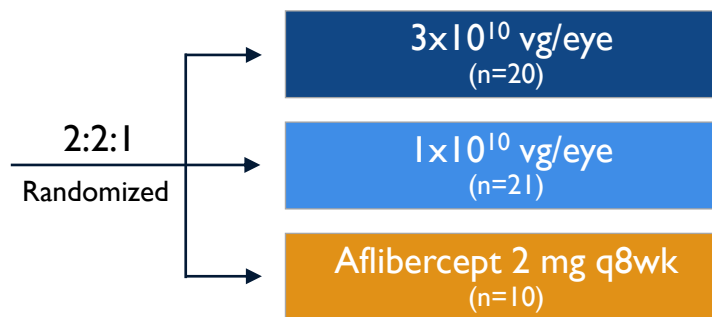 3x10¹⁰ vg/eye
(n=20)
2:2:1
Randomized
1x10¹⁰ vg/eye
(n=21)
Aflibercept 2 mg q8wk
(n=10)